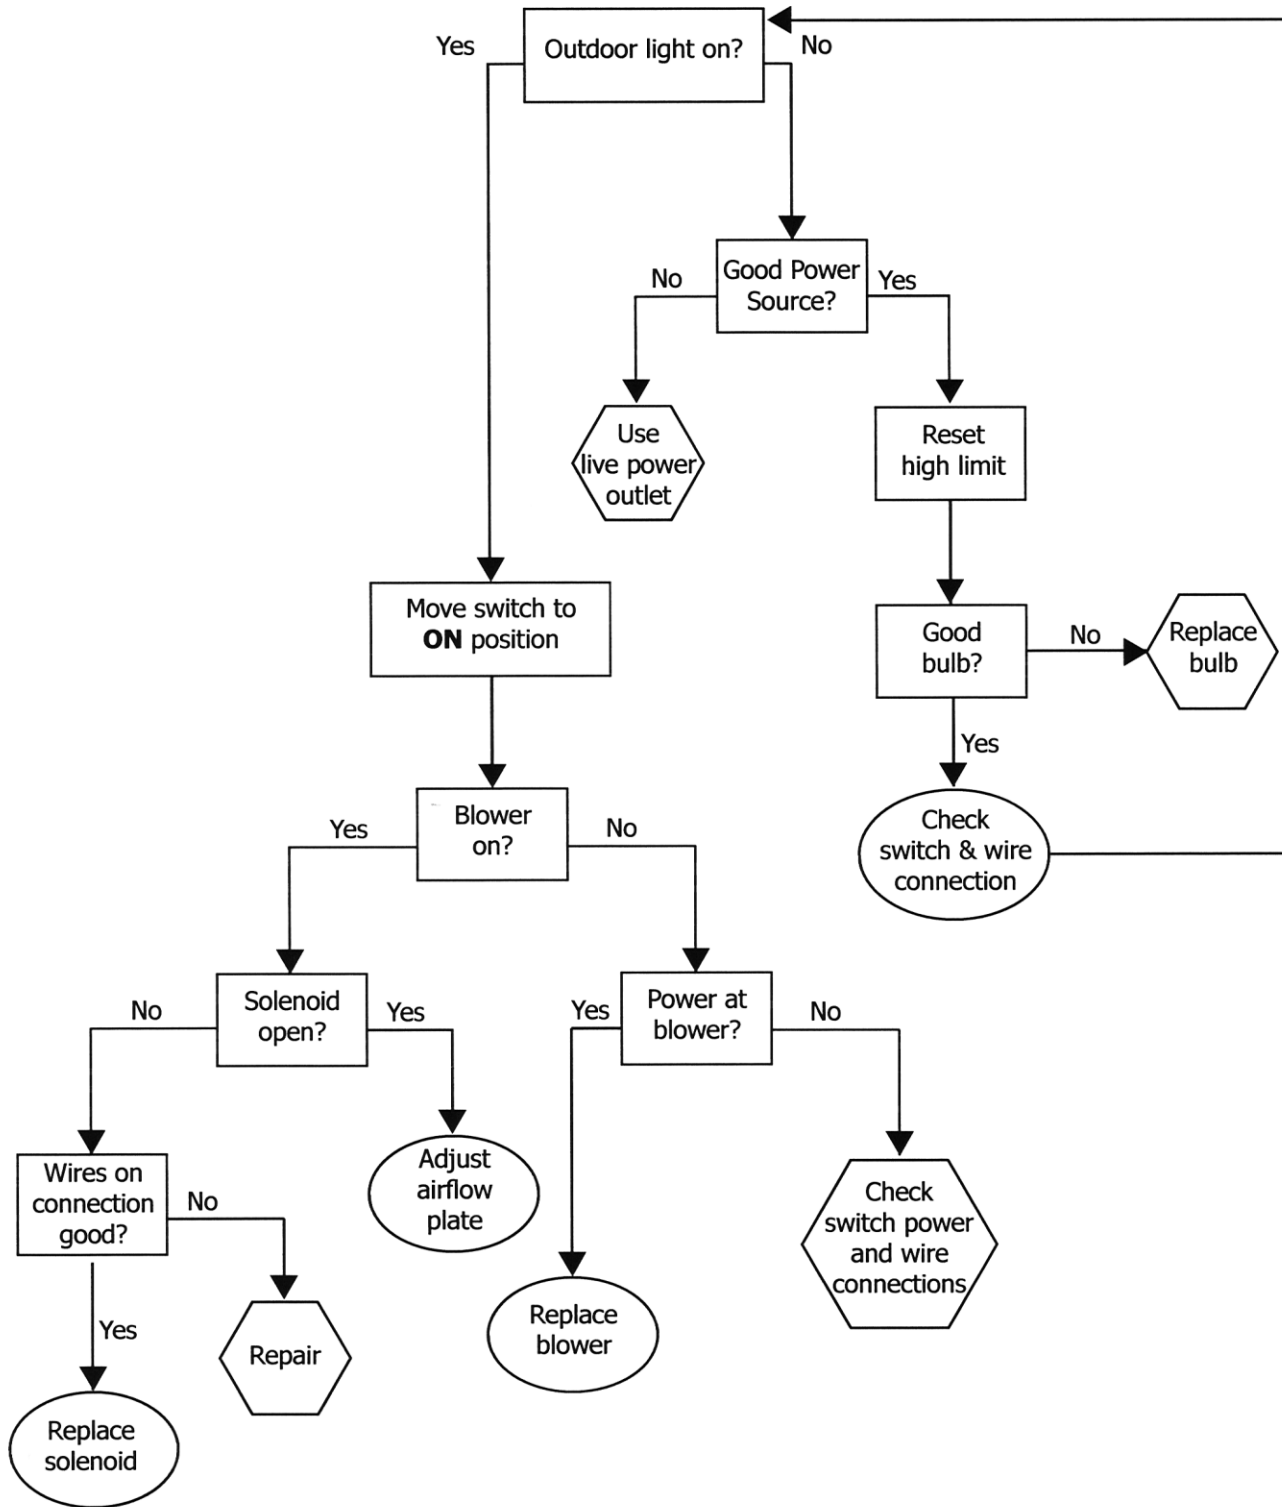 Outdoor light on?
Yes
No
Good Power
Source?
No
Yes
Use
live power
outlet
Reset
high limit
Move switch to
ON position
Good
bulb?
No
Replace
bulb
Yes
Blower
on?
Yes
No
Check
switch & wire
connection
Solenoid
open?
No
Yes
Power at
blower?
Yes
No
Wires on
connection
good?
No
Yes
Adjust
airflow
plate
Check
switch power
and wire
connections
Repair
Replace
blower
Replace
solenoid